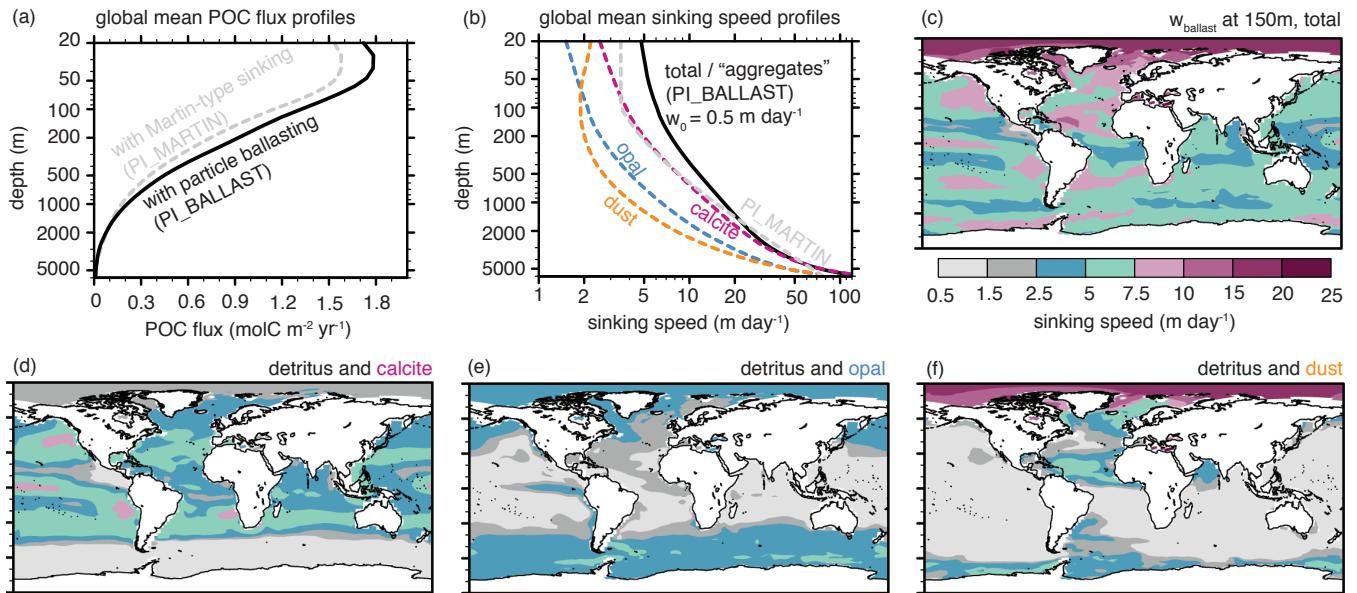 (a) global mean POC flux profiles
20
50
100
200
500
1000
2000
5000
depth (m)
with Martin-type sinking
(PI_MARTIN)
with particle ballasting
(PI_BALLAST)
0 0.3 0.6 0.9 1.2 1.5 1.8
POC flux (molC m⁻² yr⁻¹)
(b) global mean sinking speed profiles
20
50
100
200
500
1000
2000
5000
depth (m)
total / “aggregates”
(PI_BALLAST)
w₀ = 0.5 m day⁻¹
opal
dust
calcite
PI_MARTIN
1 2 5 10 20 50 100
sinking speed (m day⁻¹)
(c) w_ballast at 150m, total
0.5 1.5 2.5 5 7.5 10 15 20 25
sinking speed (m day⁻¹)
(d) detritus and calcite
(e) detritus and opal
(f) detritus and dust